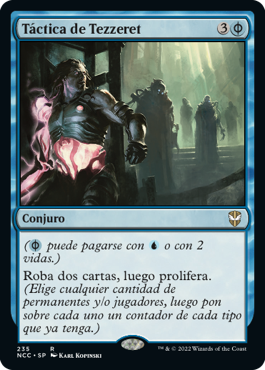 Táctica de Tezzeret 3
Conjuro
( puede pagarse con o con 2
vidas.)
Roba dos cartas, luego prolifera.
(Elige cualquier cantidad de
permanentes y/o jugadores, luego pon
sobre cada uno un contador de cada tipo
que ya tenga.)
235 R
NCC • SP Karl Kopinski
™ & © 2022 Wizards of the Coast